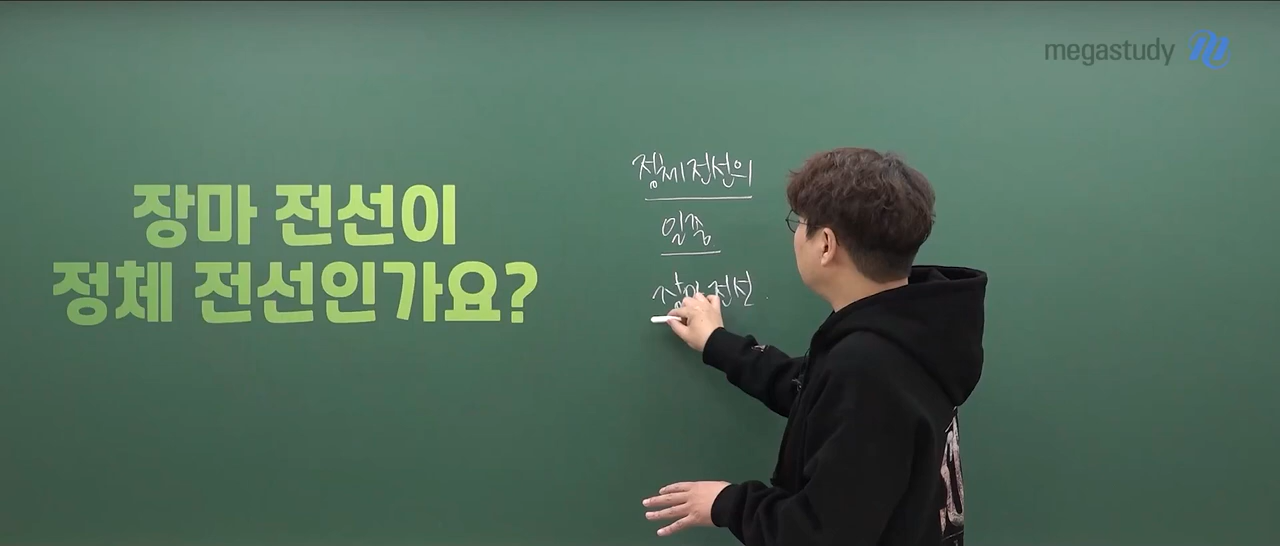 megastudy
장마 전선이
정체 전선인가요?
정체 전선의
일종
장마 전선